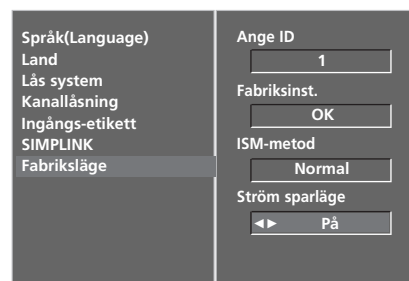 Språk(Language)
Land
Lås system
Kanallåsning
Ingångs-etikett
SIMPLINK
Fabriksläge
Ange ID
1
Fabriksinst.
OK
ISM-metod
Normal
Ström sparläge
◄► På